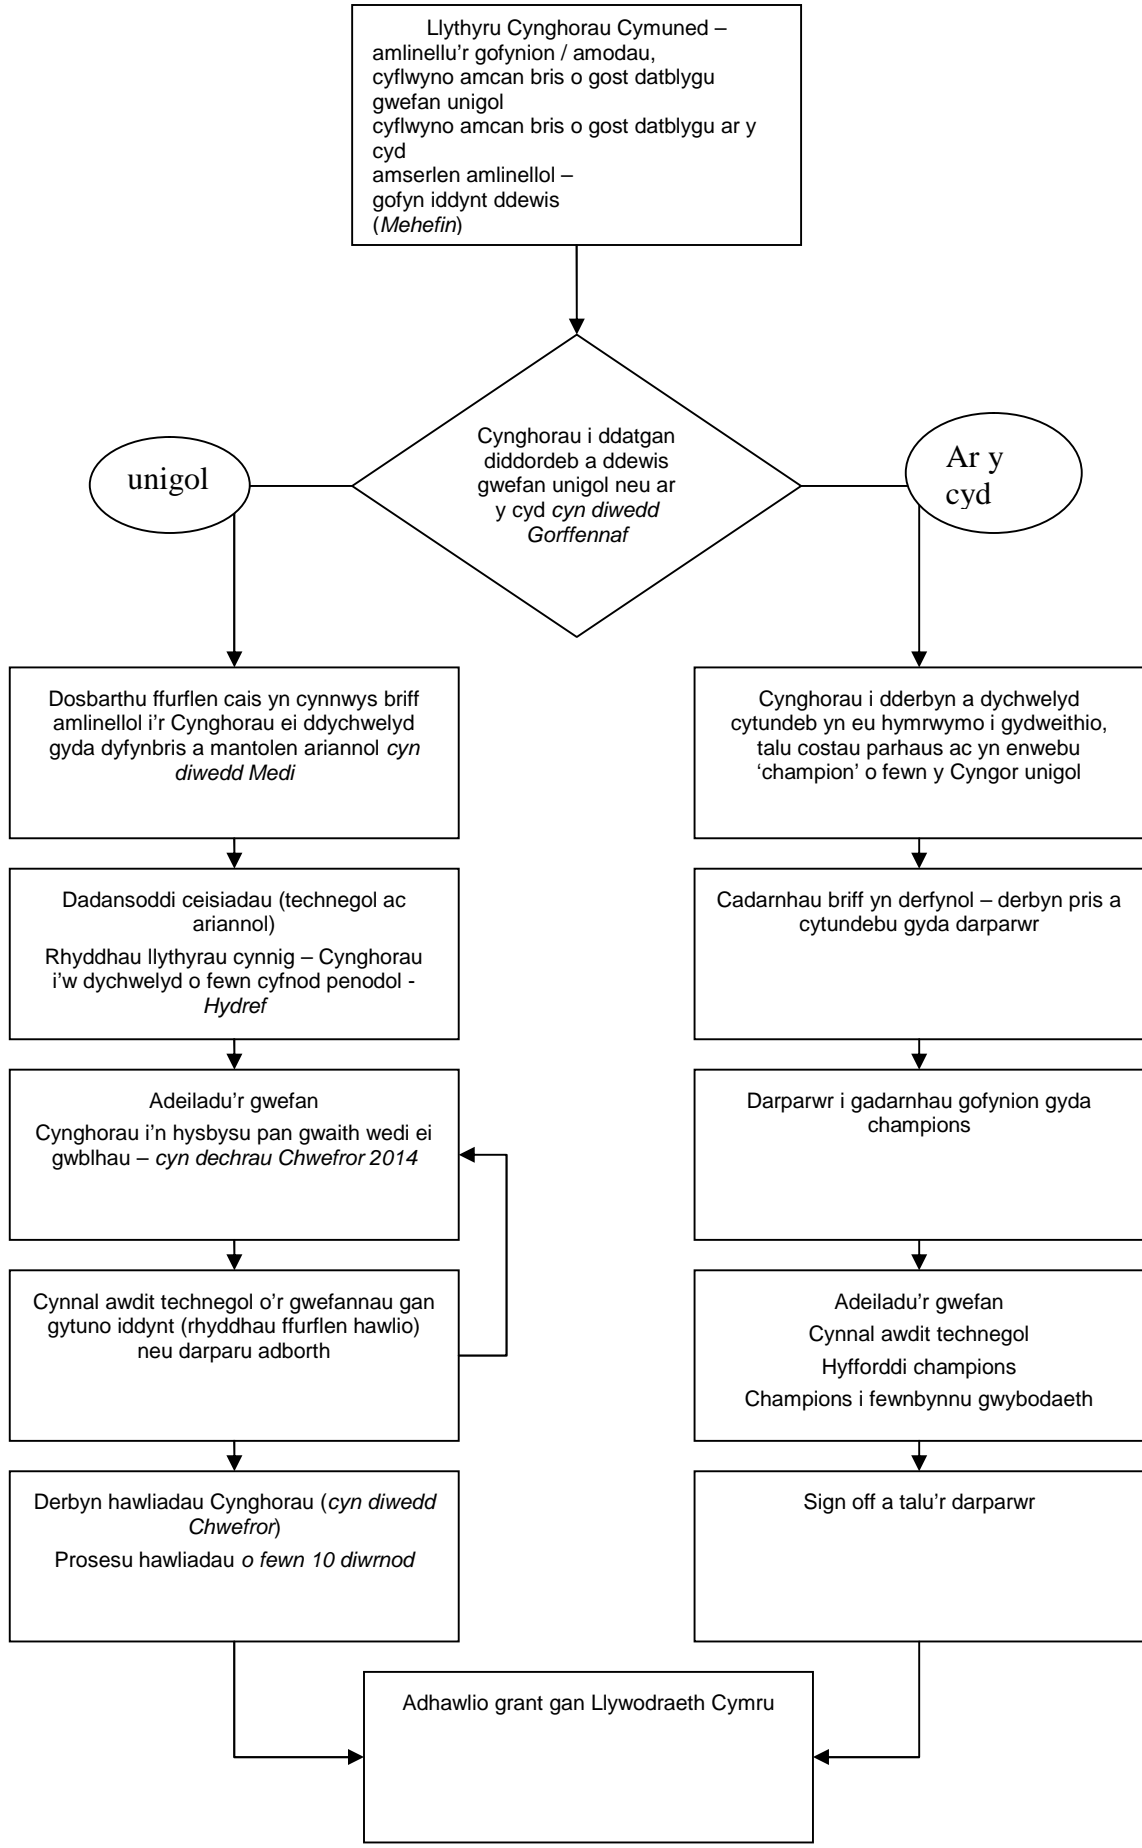 Llythyru Cynghorau Cymuned –
amlinellu'r gofynion / amodau,
cyflwyno amcan bris o gost datblygu
gwefan unigol
cyflwyno amcan bris o gost datblygu ar y
cyd
amserlen amlinellol –
gofyn iddynt ddewis
(Mehefin)
Cynghorau i ddatgan
diddordeb a ddewis
gwefan unigol neu ar
y cyd cyn diwedd
Gorffennaf
unigol
Ar y
cyd
Dosbarthu ffurflen cais yn cynnwys briff
amlinellol i'r Cynghorau ei ddychwelyd
gyda dyfynbris a mantolen ariannol cyn
diwedd Medi
Dadansoddi ceisiadau (technegol ac
ariannol)
Rhyddhau llythyrau cynnig – Cynghorau
i'w dychwelyd o fewn cyfnod penodol -
Hydref
Adeiladu'r gwefan
Cynghorau i'n hysbysu pan gwaith wedi ei
gwblhau – cyn dechrau Chwefror 2014
Cynnal awdit technegol o'r gwefannau gan
gytuno iddynt (rhyddhau ffurflen hawlio)
neu darparu adborth
Derbyn hawliadau Cynghorau (cyn diwedd
Chwefror)
Prosesu hawliadau o fewn 10 diwrnod
Cynghorau i dderbyn a dychwelyd
cytundeb yn eu hymrwymo i gydweithio,
talu costau parhaus ac yn enwebu
‘champion’ o fewn y Cyngor unigol
Cadarnhau briff yn derfynol – derbyn pris a
cytundebu gyda darparwr
Darparwr i gadarnhau gofynion gyda
champions
Adeiladu'r gwefan
Cynnal awdit technegol
Hyfforddi champions
Champions i fewnbynnu gwybodaeth
Sign off a talu'r darparwr
Adhawlio grant gan Llywodraeth Cymru